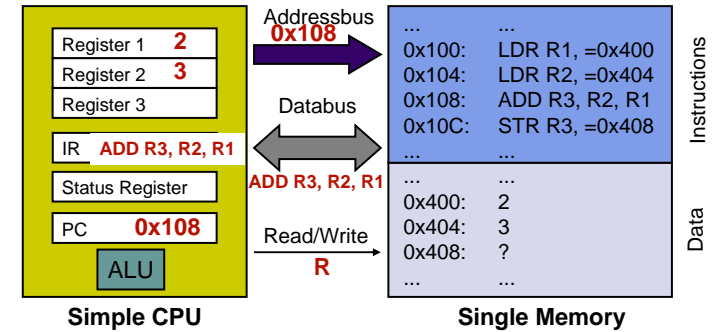 Register 1 2
Register 2 3
Register 3
IR ADD R3, R2, R1
Status Register
PC 0x108
ALU
Simple CPU
Addressbus
0x108
Databus
ADD R3, R2, R1
Read/Write
R
... ...
0x100: LDR R1, =0x400
0x104: LDR R2, =0x404
0x108: ADD R3, R2, R1
0x10C: STR R3, =0x408
... ...
... ...
0x400: 2
0x404: 3
0x408: ?
... ...
Single Memory
Instructions
Data